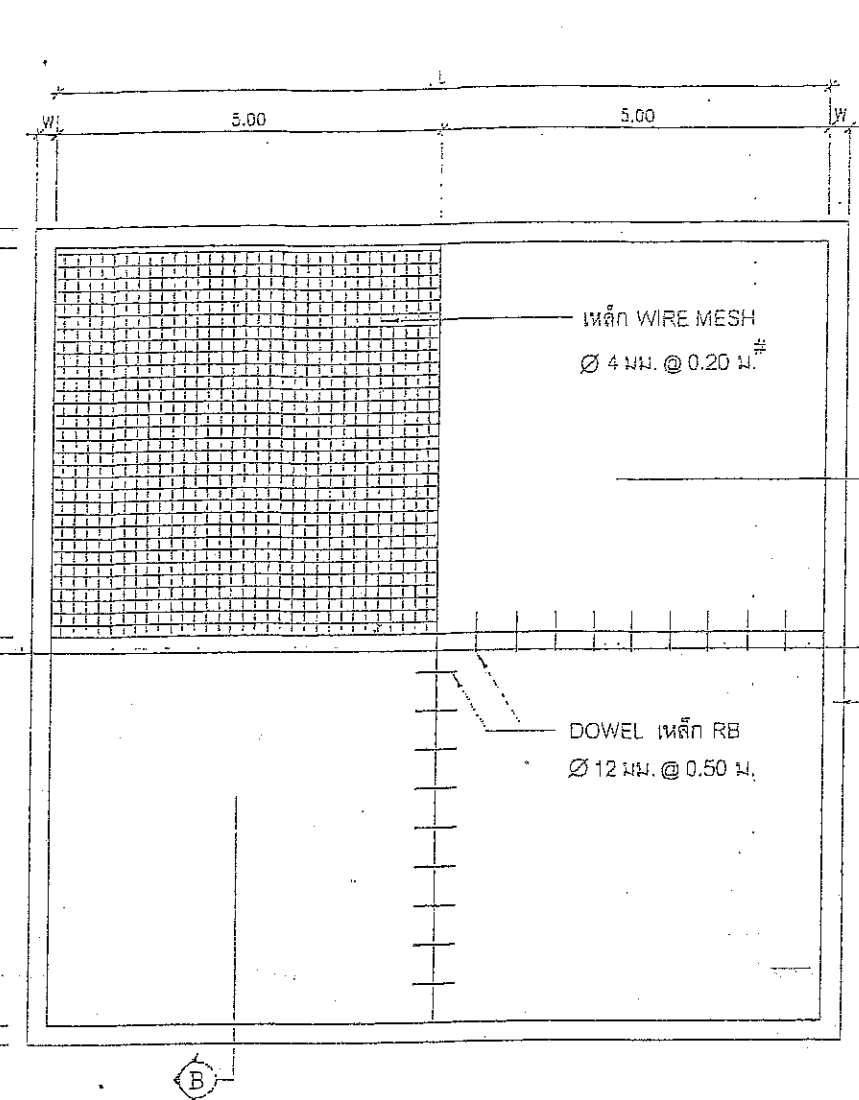 L
W 5.00 5.00 W
เหล็ก WIRE MESH
Ø 4 มม. @ 0.20 ม.#
DOWEL เหล็ก RB
Ø 12 มม. @ 0.50 ม.
B